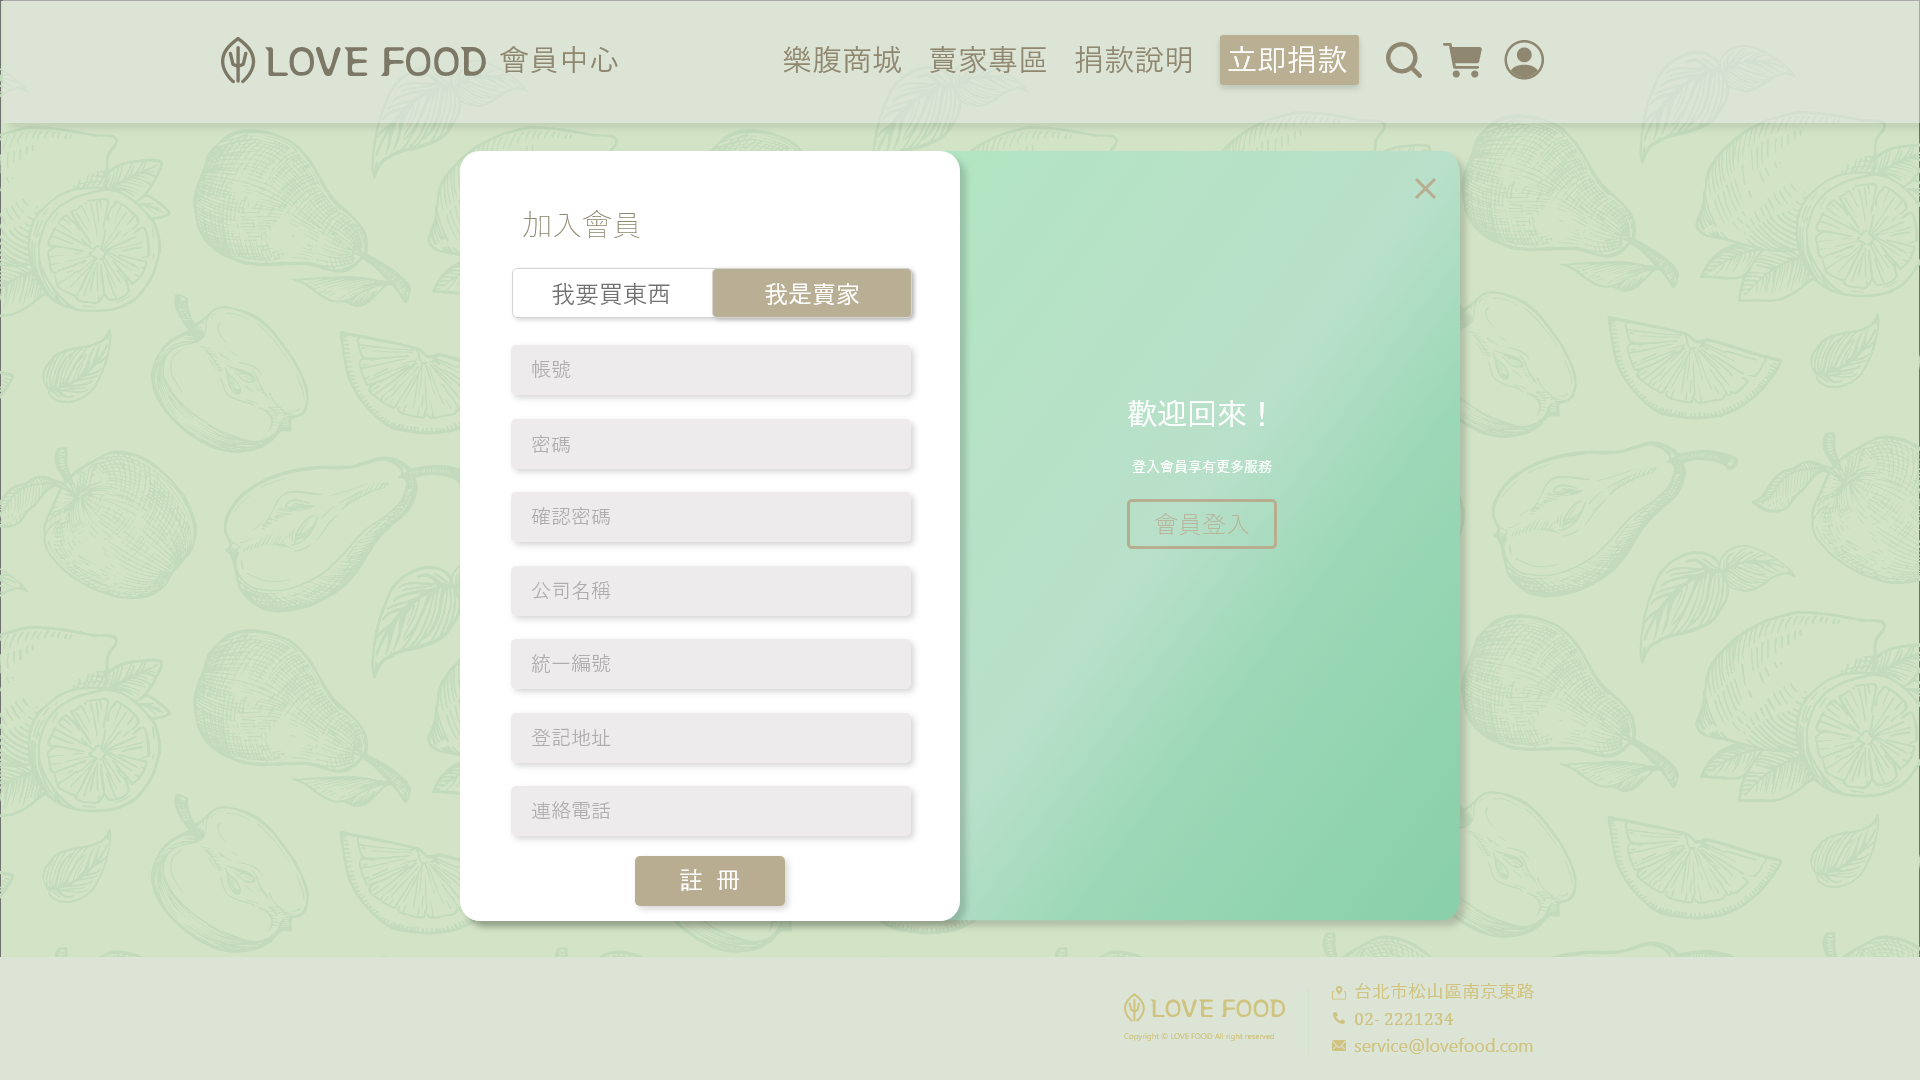 LOVE FOOD 會員中心 樂腹商城 賣家專區 捐款說明 立即捐款
加入會員
我要買東西 我是賣家
帳號
密碼
確認密碼
公司名稱
統一編號
登記地址
連絡電話
註 冊
歡迎回來！
登入會員享有更多服務
會員登入
LOVE FOOD
Copyright © LOVE FOOD All right reserved
台北市松山區南京東路
02- 2221234
service@lovefood.com